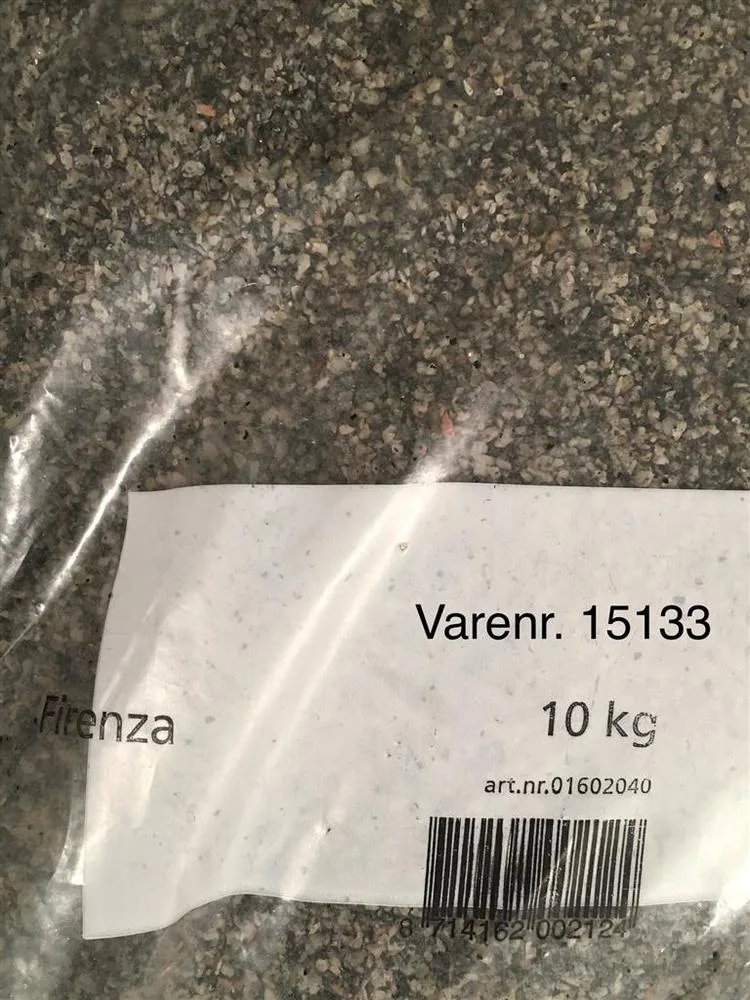 Varenr. 15133
Firenza
10 kg
art.nr.01602040
8 714162 002124